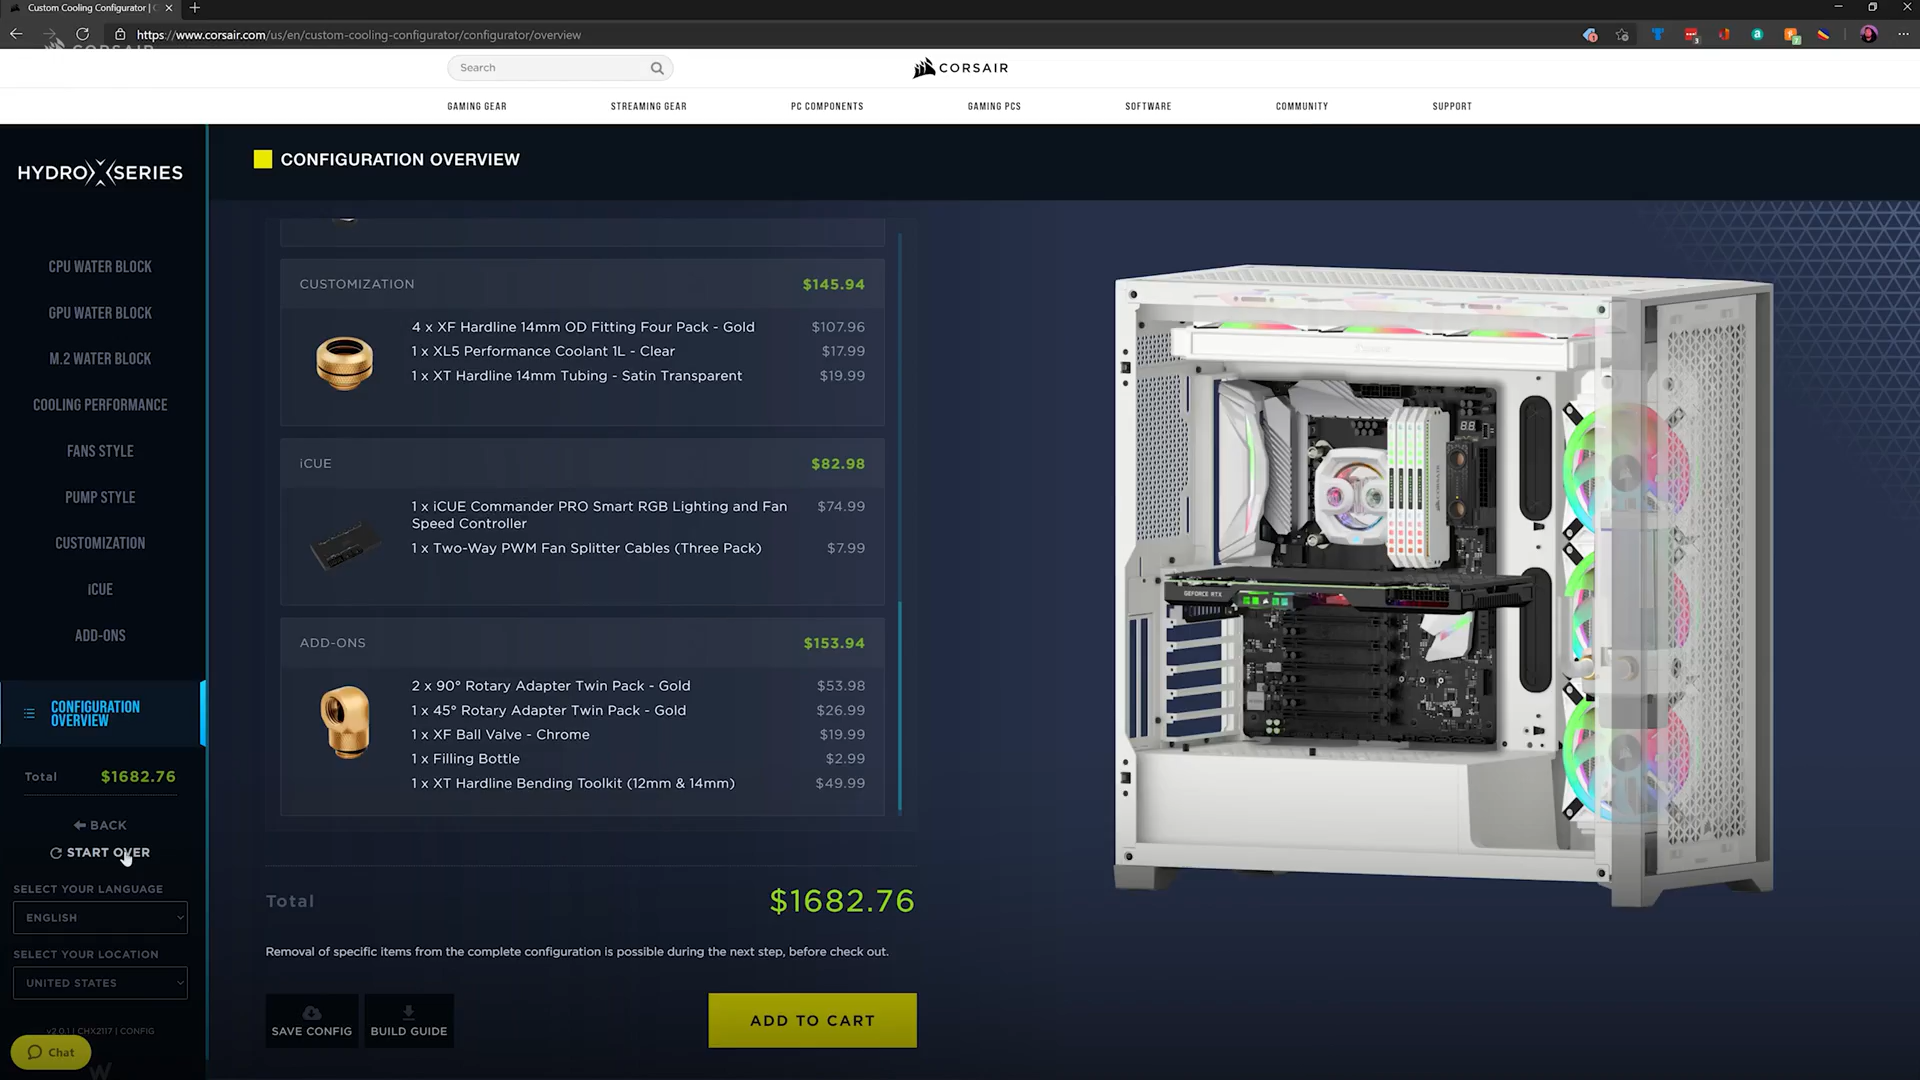 Custom Cooling Configurator | C
https://www.corsair.com/us/en/custom-cooling-configurator/configurator/overview
CORSAIR
Search
CORSAIR
GAMING GEAR
STREAMING GEAR
PC COMPONENTS
GAMING PCS
SOFTWARE
COMMUNITY
SUPPORT
HYDRO X SERIES
CPU WATER BLOCK
GPU WATER BLOCK
M.2 WATER BLOCK
COOLING PERFORMANCE
FANS STYLE
PUMP STYLE
CUSTOMIZATION
iCUE
ADD-ONS
CONFIGURATION
OVERVIEW
Total $1682.76
BACK
START OVER
SELECT YOUR LANGUAGE
ENGLISH
SELECT YOUR LOCATION
UNITED STATES
v2.0.1 | CHX2117 | CONFIG
Chat
CONFIGURATION OVERVIEW
CUSTOMIZATION $145.94
4 x XF Hardline 14mm OD Fitting Four Pack - Gold $107.96
1 x XL5 Performance Coolant 1L - Clear $17.99
1 x XT Hardline 14mm Tubing - Satin Transparent $19.99
iCUE $82.98
1 x iCUE Commander PRO Smart RGB Lighting and Fan $74.99
Speed Controller
1 x Two-Way PWM Fan Splitter Cables (Three Pack) $7.99
ADD-ONS $153.94
2 x 90° Rotary Adapter Twin Pack - Gold $53.98
1 x 45° Rotary Adapter Twin Pack - Gold $26.99
1 x XF Ball Valve - Chrome $19.99
1 x Filling Bottle $2.99
1 x XT Hardline Bending Toolkit (12mm & 14mm) $49.99
Total $1682.76
Removal of specific items from the complete configuration is possible during the next step, before check out.
SAVE CONFIG
BUILD GUIDE
ADD TO CART
GEFORCE RTX